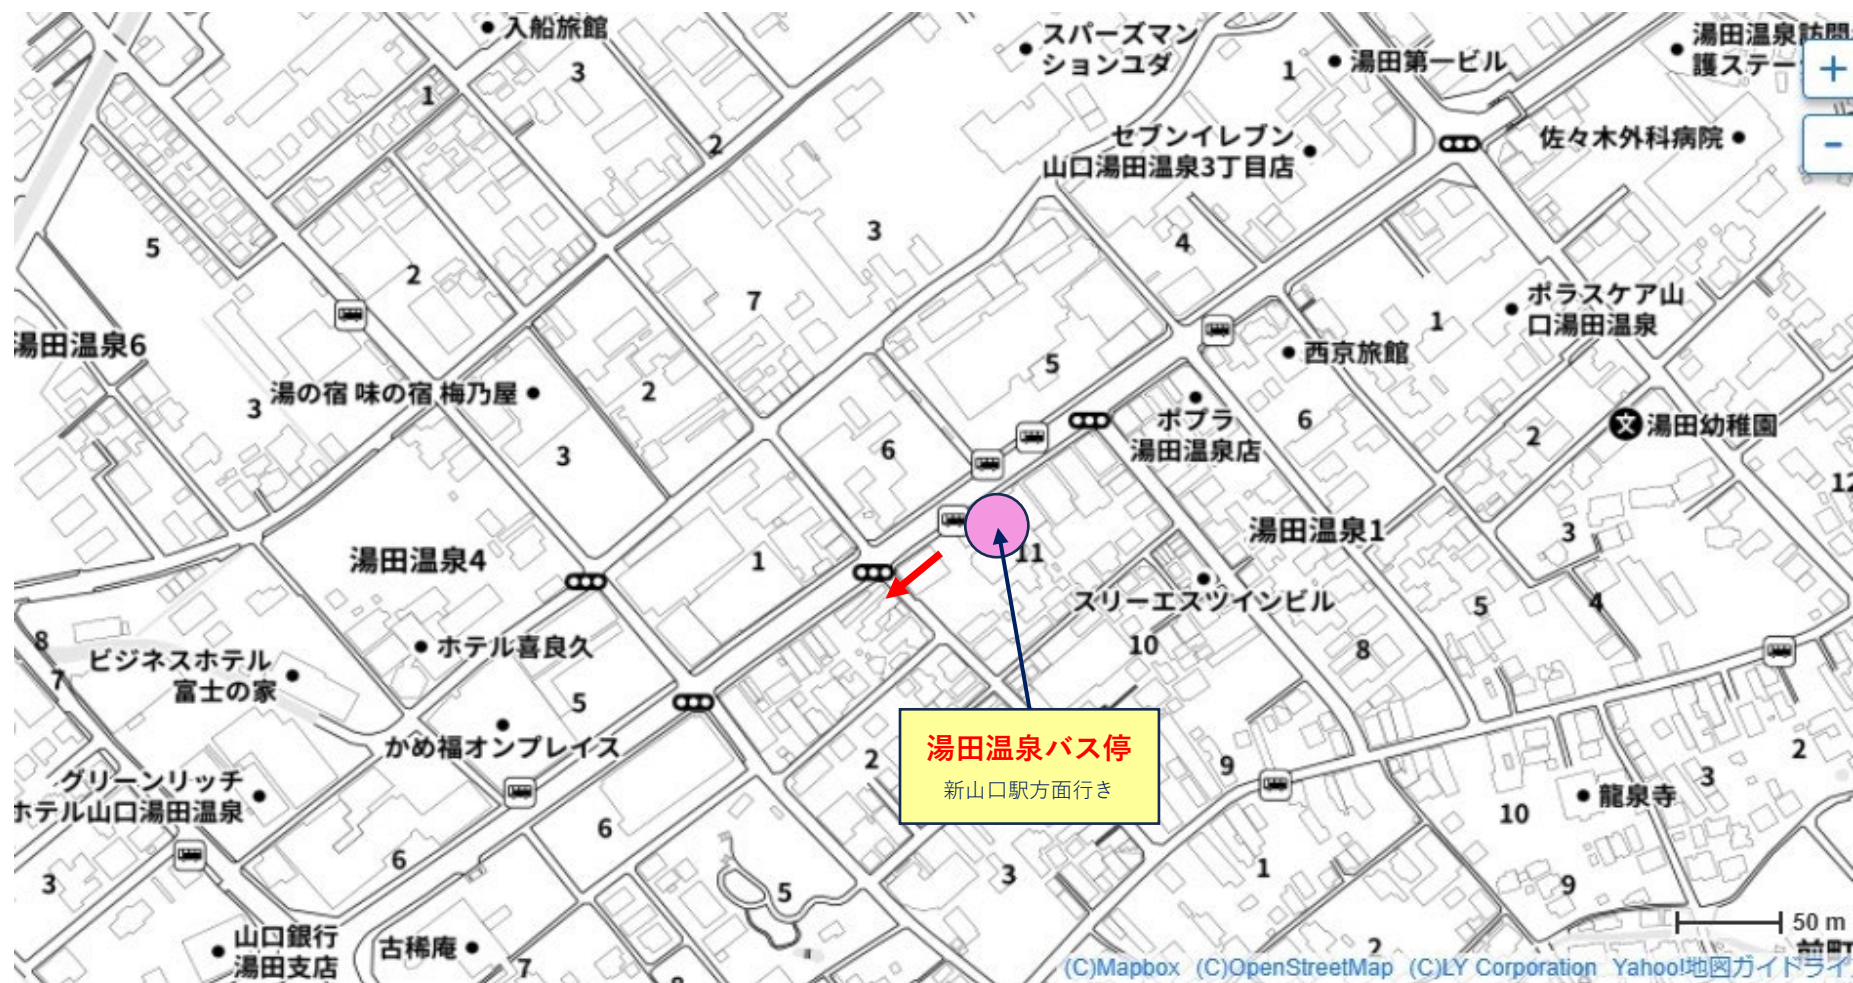 入船旅館
スパーズマン
ションユダ
湯田第一ビル
湯田温泉訪問
護ステー
+
-
3
1
1
2
セブンイレブン
山口湯田温泉3丁目店
佐々木外科病院
5
2
3
4
7
ポラスケア山
口湯田温泉
1
湯田温泉6
西京旅館
湯の宿 味の宿 梅乃屋
3
2
5
ポプラ
湯田温泉店
6
2
湯田幼稚園
文
3
6
12
湯田温泉1
3
湯田温泉4
1
11
スリーエスツインビル
5
4
8
ホテル喜良久
10
8
ビジネスホテル
富士の家
7
5
かめ福オンプレイス
湯田温泉バス停
新山口駅方面行き
2
9
3
2
グリーンリッチ
ホテル山口湯田温泉
龍泉寺
10
6
6
3
5
3
1
9
山口銀行
湯田支店
古稀庵
7
2
50 m
前町
(C)Mapbox (C)OpenStreetMap (C)LY Corporation Yahoo!地図ガイドライ